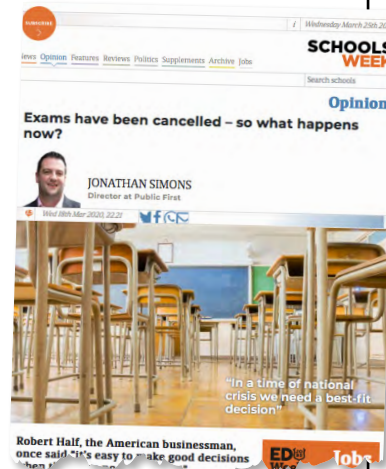 SUBSCRIBE
i Wednesday March 25th 20
SCHOOLS
WEEK
News Opinion Features Reviews Politics Supplements Archive Jobs
Search schools
Opinion
Exams have been cancelled – so what happens
now?
JONATHAN SIMONS
Director at Public First
Wed 18th Mar 2020, 22.21
"In a time of national
crisis we need a best-fit
decision"
Robert Half, the American businessman,
once said "it's easy to make good decisions
when
Jobs